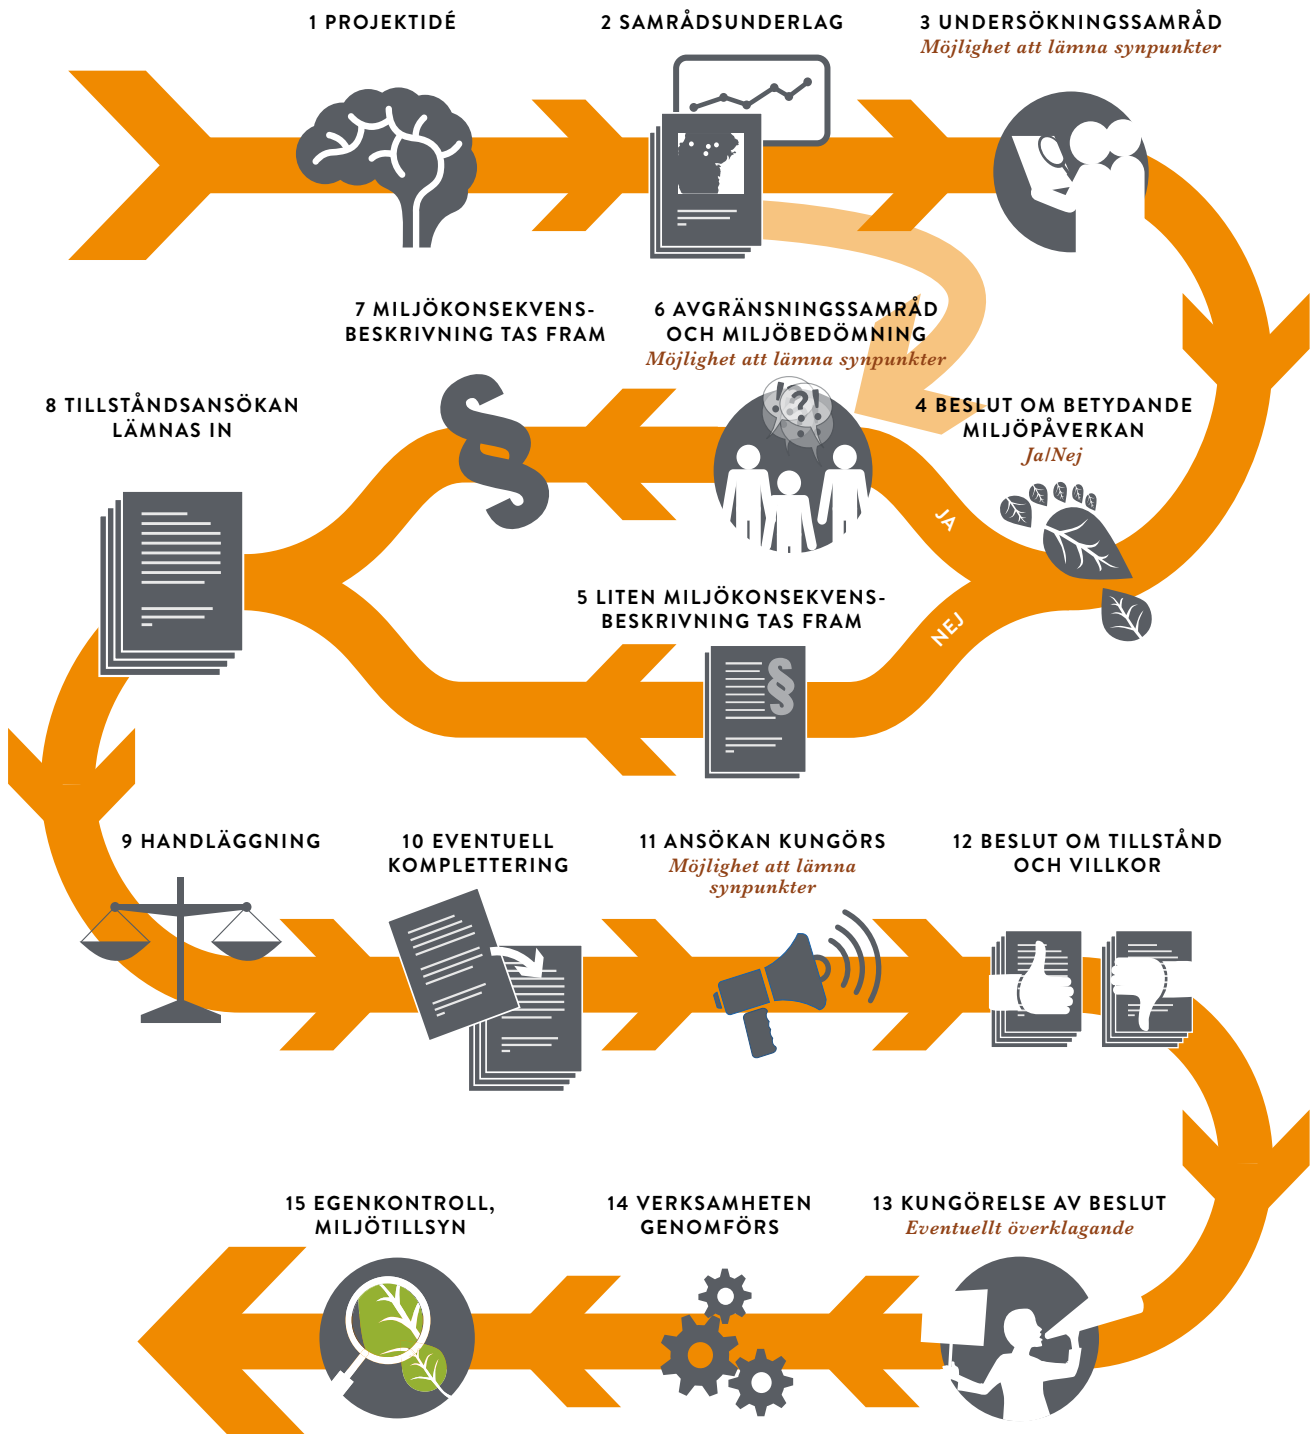 1 PROJEKTIDÉ
2 SAMRÅDSUNDERLAG
3 UNDERSÖKNINGSSAMRÅD
Möjlighet att lämna synpunkter
4 BESLUT OM BETYDANDE
MILJÖPÅVERKAN
Ja/Nej
JA
NEJ
5 LITEN MILJÖKONSEKVENS-
BESKRIVNING TAS FRAM
6 AVGRÄNSNINGSSAMRÅD
OCH MILJÖBEDÖMNING
Möjlighet att lämna synpunkter
?
!
!
7 MILJÖKONSEKVENS-
BESKRIVNING TAS FRAM
§
§
8 TILLSTÅNDSANSÖKAN
LÄMNAS IN
9 HANDLÄGGNING
10 EVENTUELL
KOMPLETTERING
11 ANSÖKAN KUNGÖRS
Möjlighet att lämna
synpunkter
12 BESLUT OM TILLSTÅND
OCH VILLKOR
13 KUNGÖRELSE AV BESLUT
Eventuellt överklagande
14 VERKSAMHETEN
GENOMFÖRS
15 EGENKONTROLL,
MILJÖTILLSYN